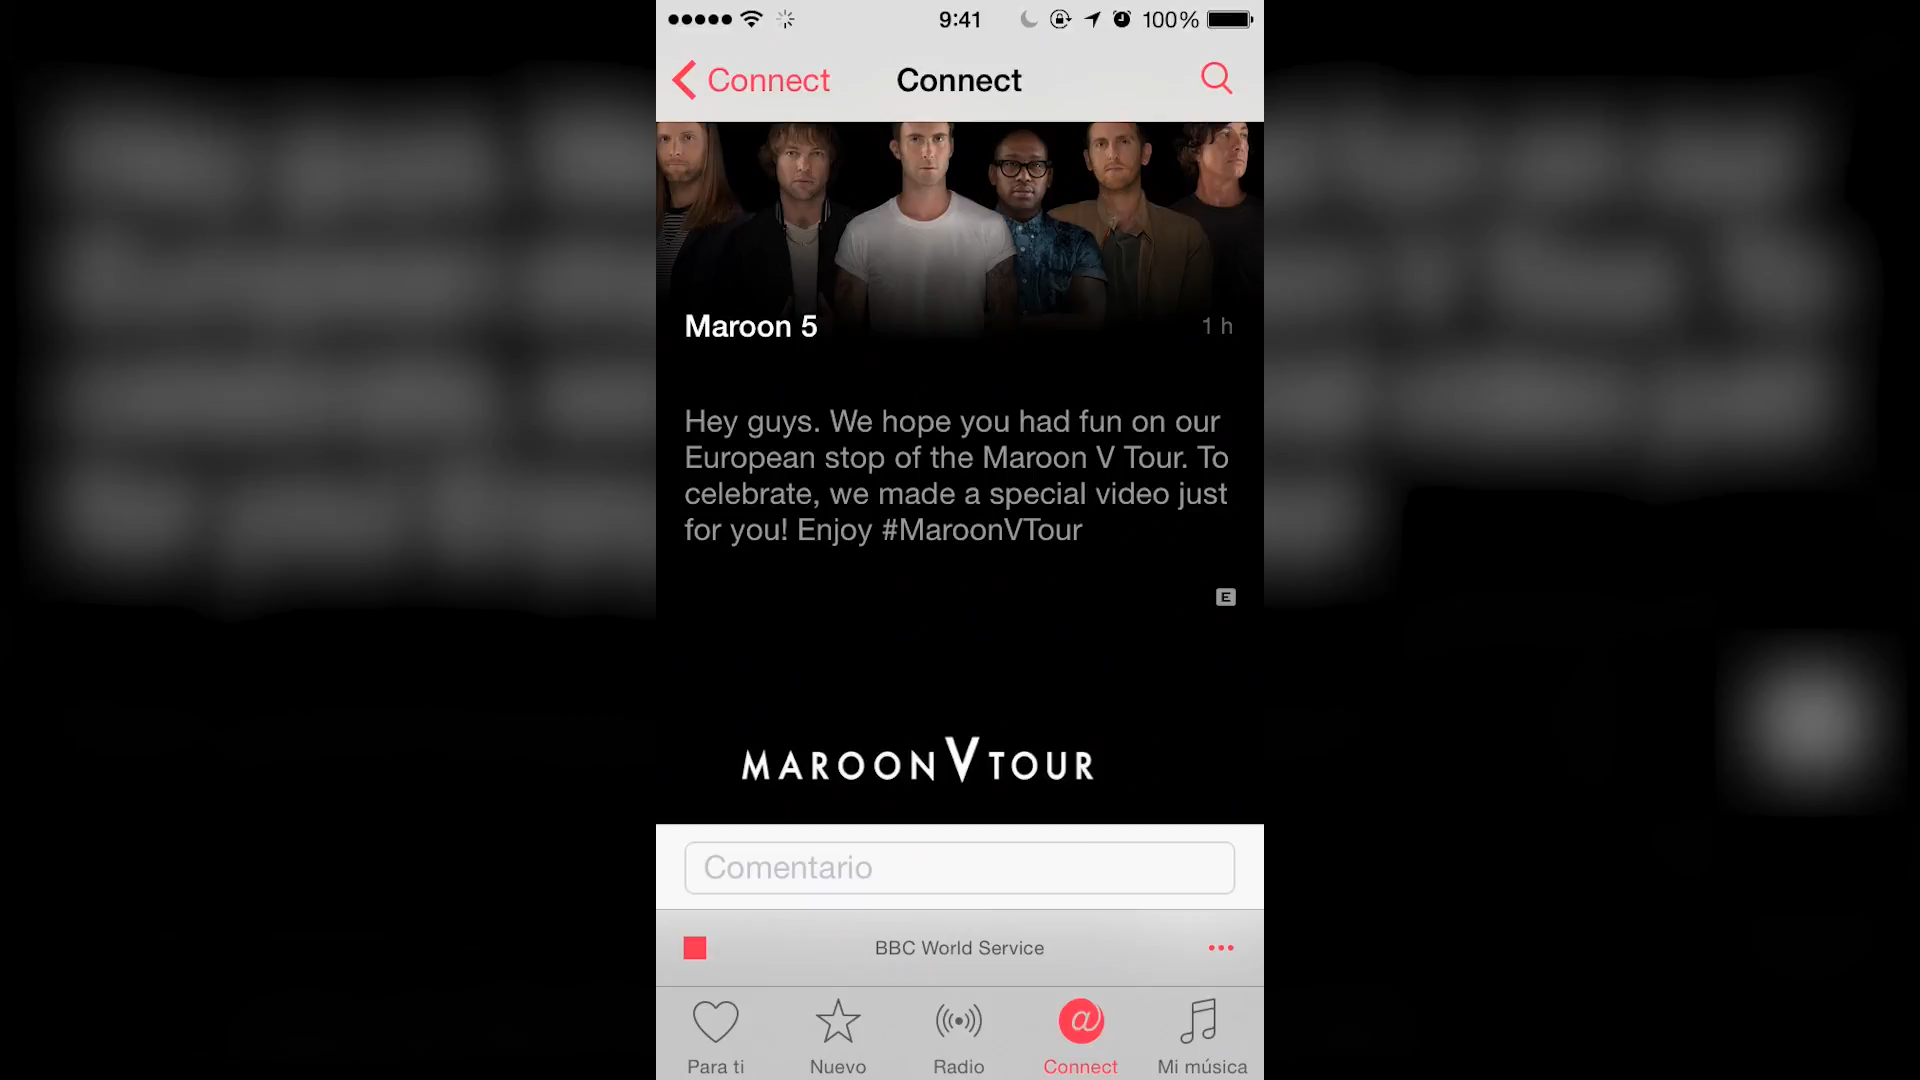 9:41
100%
Connect
Connect
Maroon 5
1 h
Hey guys. We hope you had fun on our
European stop of the Maroon V Tour. To
celebrate, we made a special video just
for you! Enjoy #MaroonVTour
E
MAROON V TOUR
Comentario
BBC World Service
Para ti
Nuevo
Radio
@
Connect
Mi música